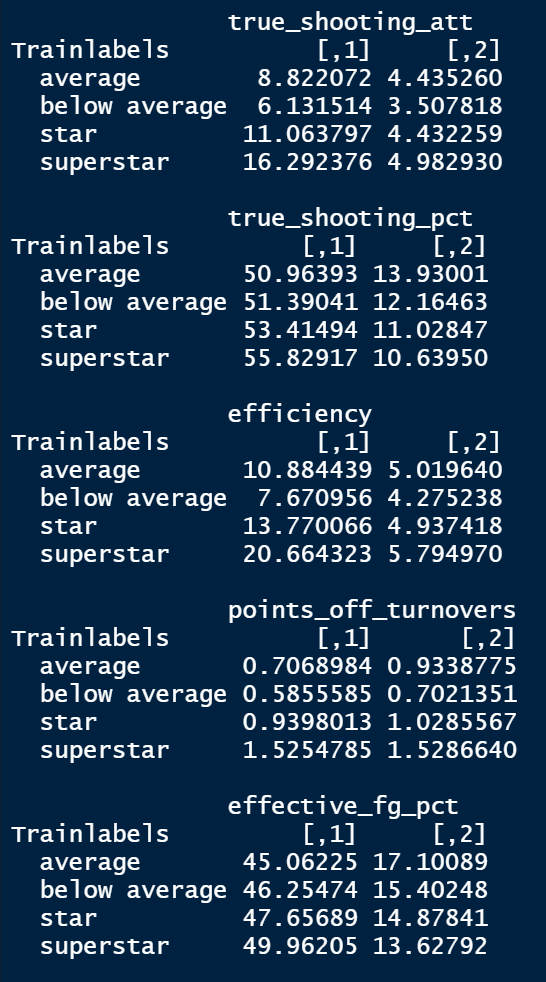 true_shooting_att
Trainlabels [,1] [,2]
average 8.822072 4.435260
below average 6.131514 3.507818
star 11.063797 4.432259
superstar 16.292376 4.982930
true_shooting_pct
Trainlabels [,1] [,2]
average 50.96393 13.93001
below average 51.39041 12.16463
star 53.41494 11.02847
superstar 55.82917 10.63950
efficiency
Trainlabels [,1] [,2]
average 10.884439 5.019640
below average 7.670956 4.275238
star 13.770066 4.937418
superstar 20.664323 5.794970
points_off_turnovers
Trainlabels [,1] [,2]
average 0.7068984 0.9338775
below average 0.5855585 0.7021351
star 0.9398013 1.0285567
superstar 1.5254785 1.5286640
effective_fg_pct
Trainlabels [,1] [,2]
average 45.06225 17.10089
below average 46.25474 15.40248
star 47.65689 14.87841
superstar 49.96205 13.62792